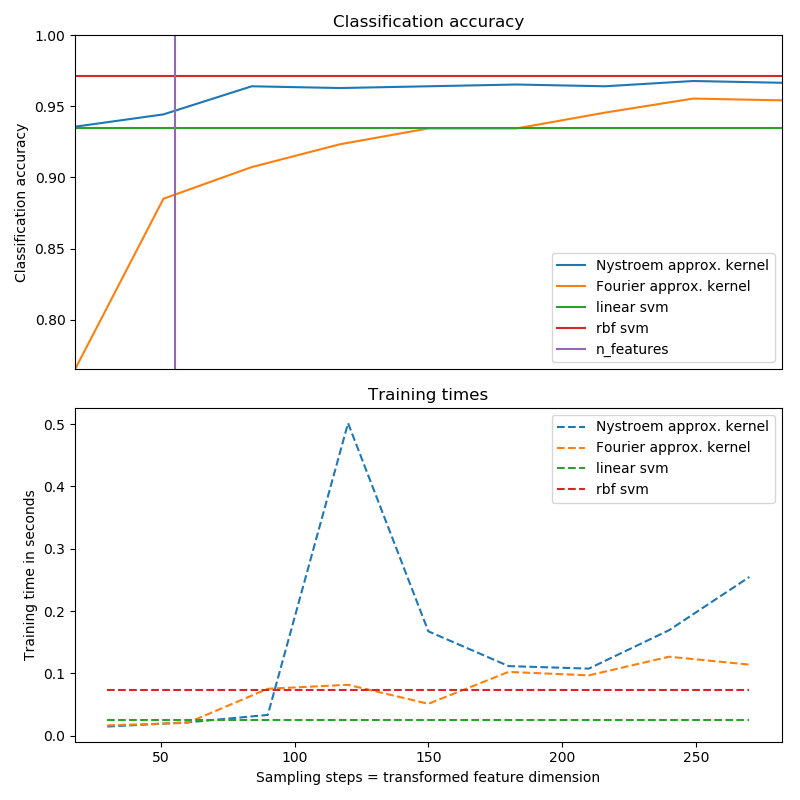 Classification accuracy
Classification accuracy
1.00
0.95
0.90
0.85
0.80
Nystroem approx. kernel
Fourier approx. kernel
linear svm
rbf svm
n_features
Training times
Training time in seconds
0.5
0.4
0.3
0.2
0.1
0.0
Nystroem approx. kernel
Fourier approx. kernel
linear svm
rbf svm
50 100 150 200 250
Sampling steps = transformed feature dimension